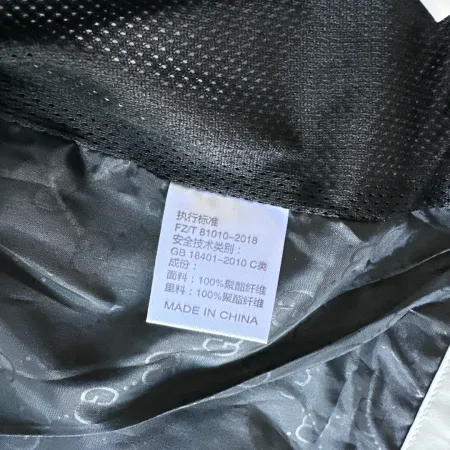 执行标准
FZ/T 81010-2018
安全技术类别：
GB 18401-2010 C类
成份：
面料：100%聚酯纤维
里料：100%聚酯纤维
MADE IN CHINA